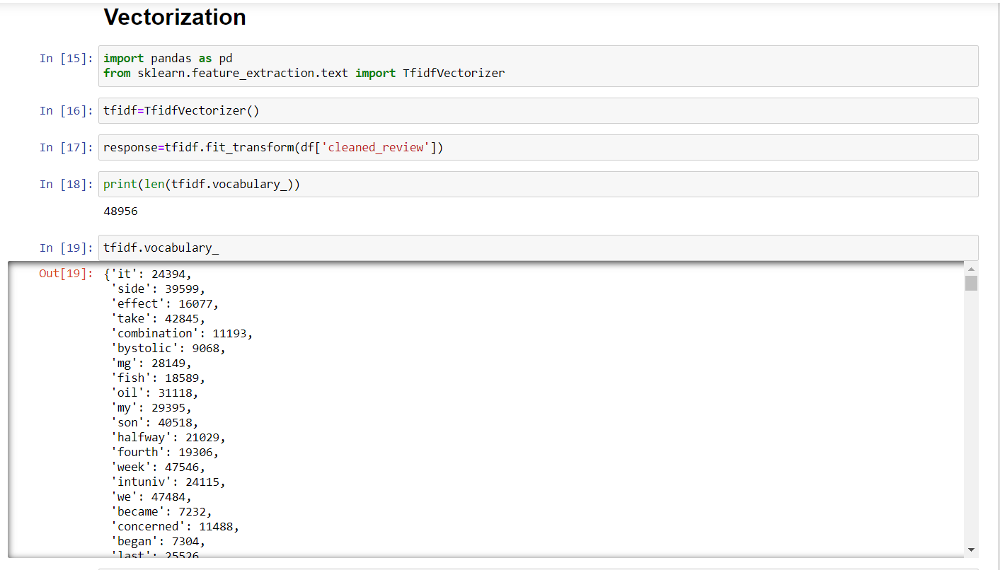 Vectorization
In [15]: import pandas as pd
from sklearn.feature_extraction.text import TfidfVectorizer
In [16]: tfidf=TfidfVectorizer()
In [17]: response=tfidf.fit_transform(df['cleaned_review'])
In [18]: print(len(tfidf.vocabulary_))
48956
In [19]: tfidf.vocabulary_
Out[19]: {'it': 24394,
'side': 39599,
'effect': 16077,
'take': 42845,
'combination': 11193,
'bystolic': 9068,
'mg': 28149,
'fish': 18589,
'oil': 31118,
'my': 29395,
'son': 40518,
'halfway': 21029,
'fourth': 19306,
'week': 47546,
'intuniv': 24115,
'we': 47484,
'became': 7232,
'concerned': 11488,
'began': 7304,
'last': 25526